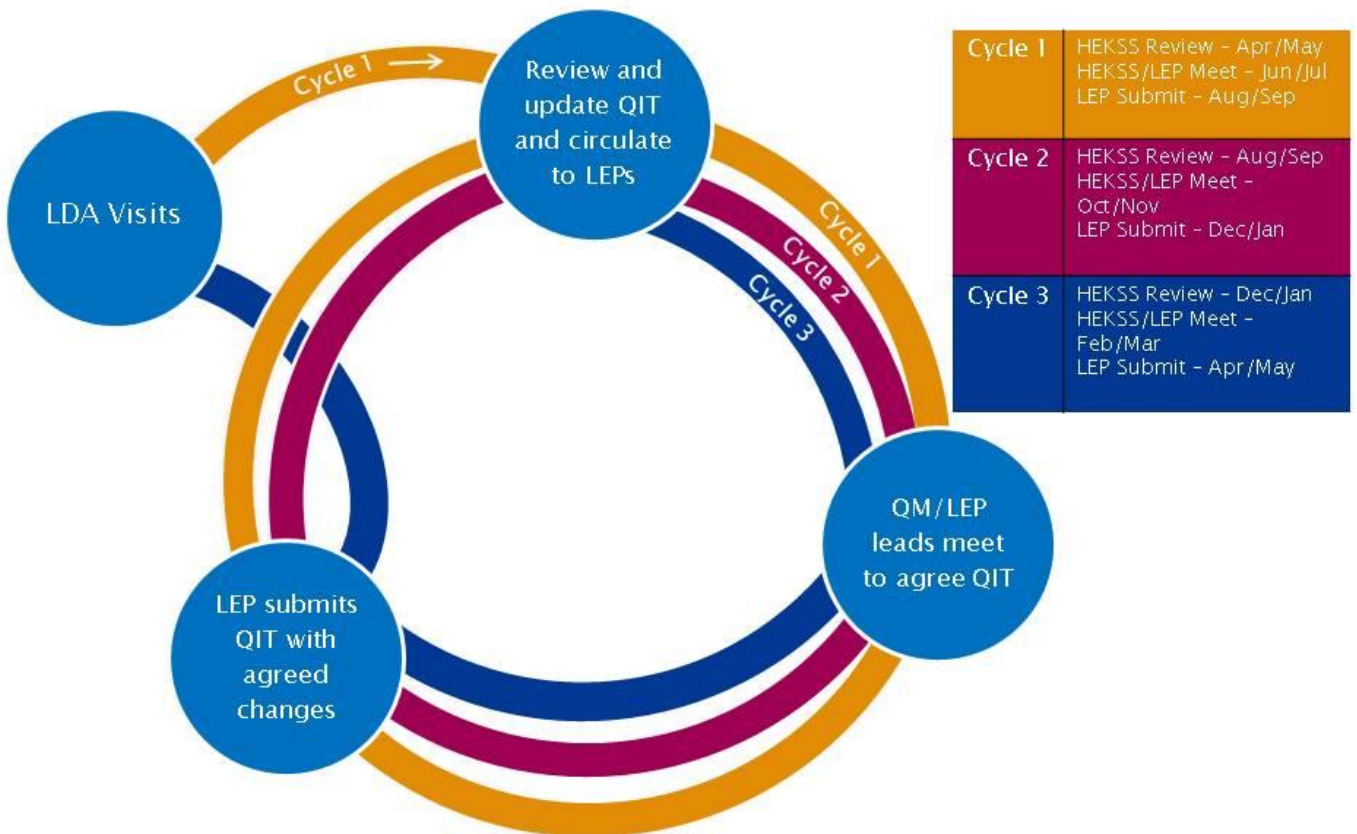 Cycle 1
LDA Visits
Review and
update QIT
and circulate
to LEPs
Cycle 1
Cycle 2
Cycle 3
QM/LEP
leads meet
to agree QIT
LEP submits
QIT with
agreed
changes
Cycle 1
HEKSS Review – Apr/May
HEKSS/LEP Meet – Jun/Jul
LEP Submit – Aug/Sep
Cycle 2
HEKSS Review – Aug/Sep
HEKSS/LEP Meet –
Oct/Nov
LEP Submit – Dec/Jan
Cycle 3
HEKSS Review – Dec/Jan
HEKSS/LEP Meet –
Feb/Mar
LEP Submit – Apr/May